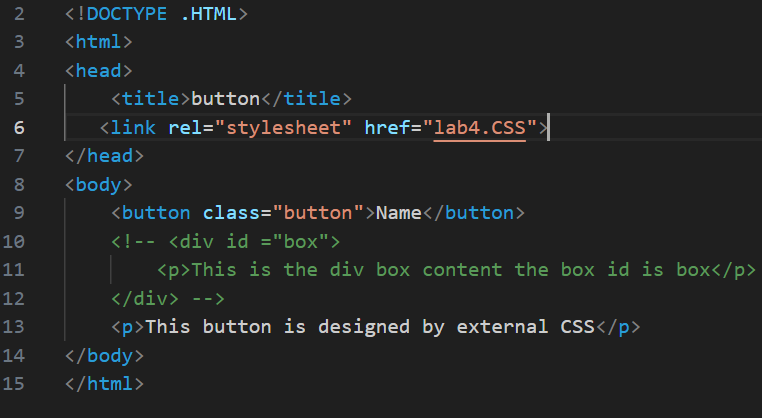 2 <!DOCTYPE .HTML>
3 <html>
4 <head>
5 <title>button</title>
6 <link rel="stylesheet" href="lab4.CSS">
7 </head>
8 <body>
9 <button class="button">Name</button>
10 <!-- <div id ="box">
11 <p>This is the div box content the box id is box</p>
12 </div> -->
13 <p>This button is designed by external CSS</p>
14 </body>
15 </html>